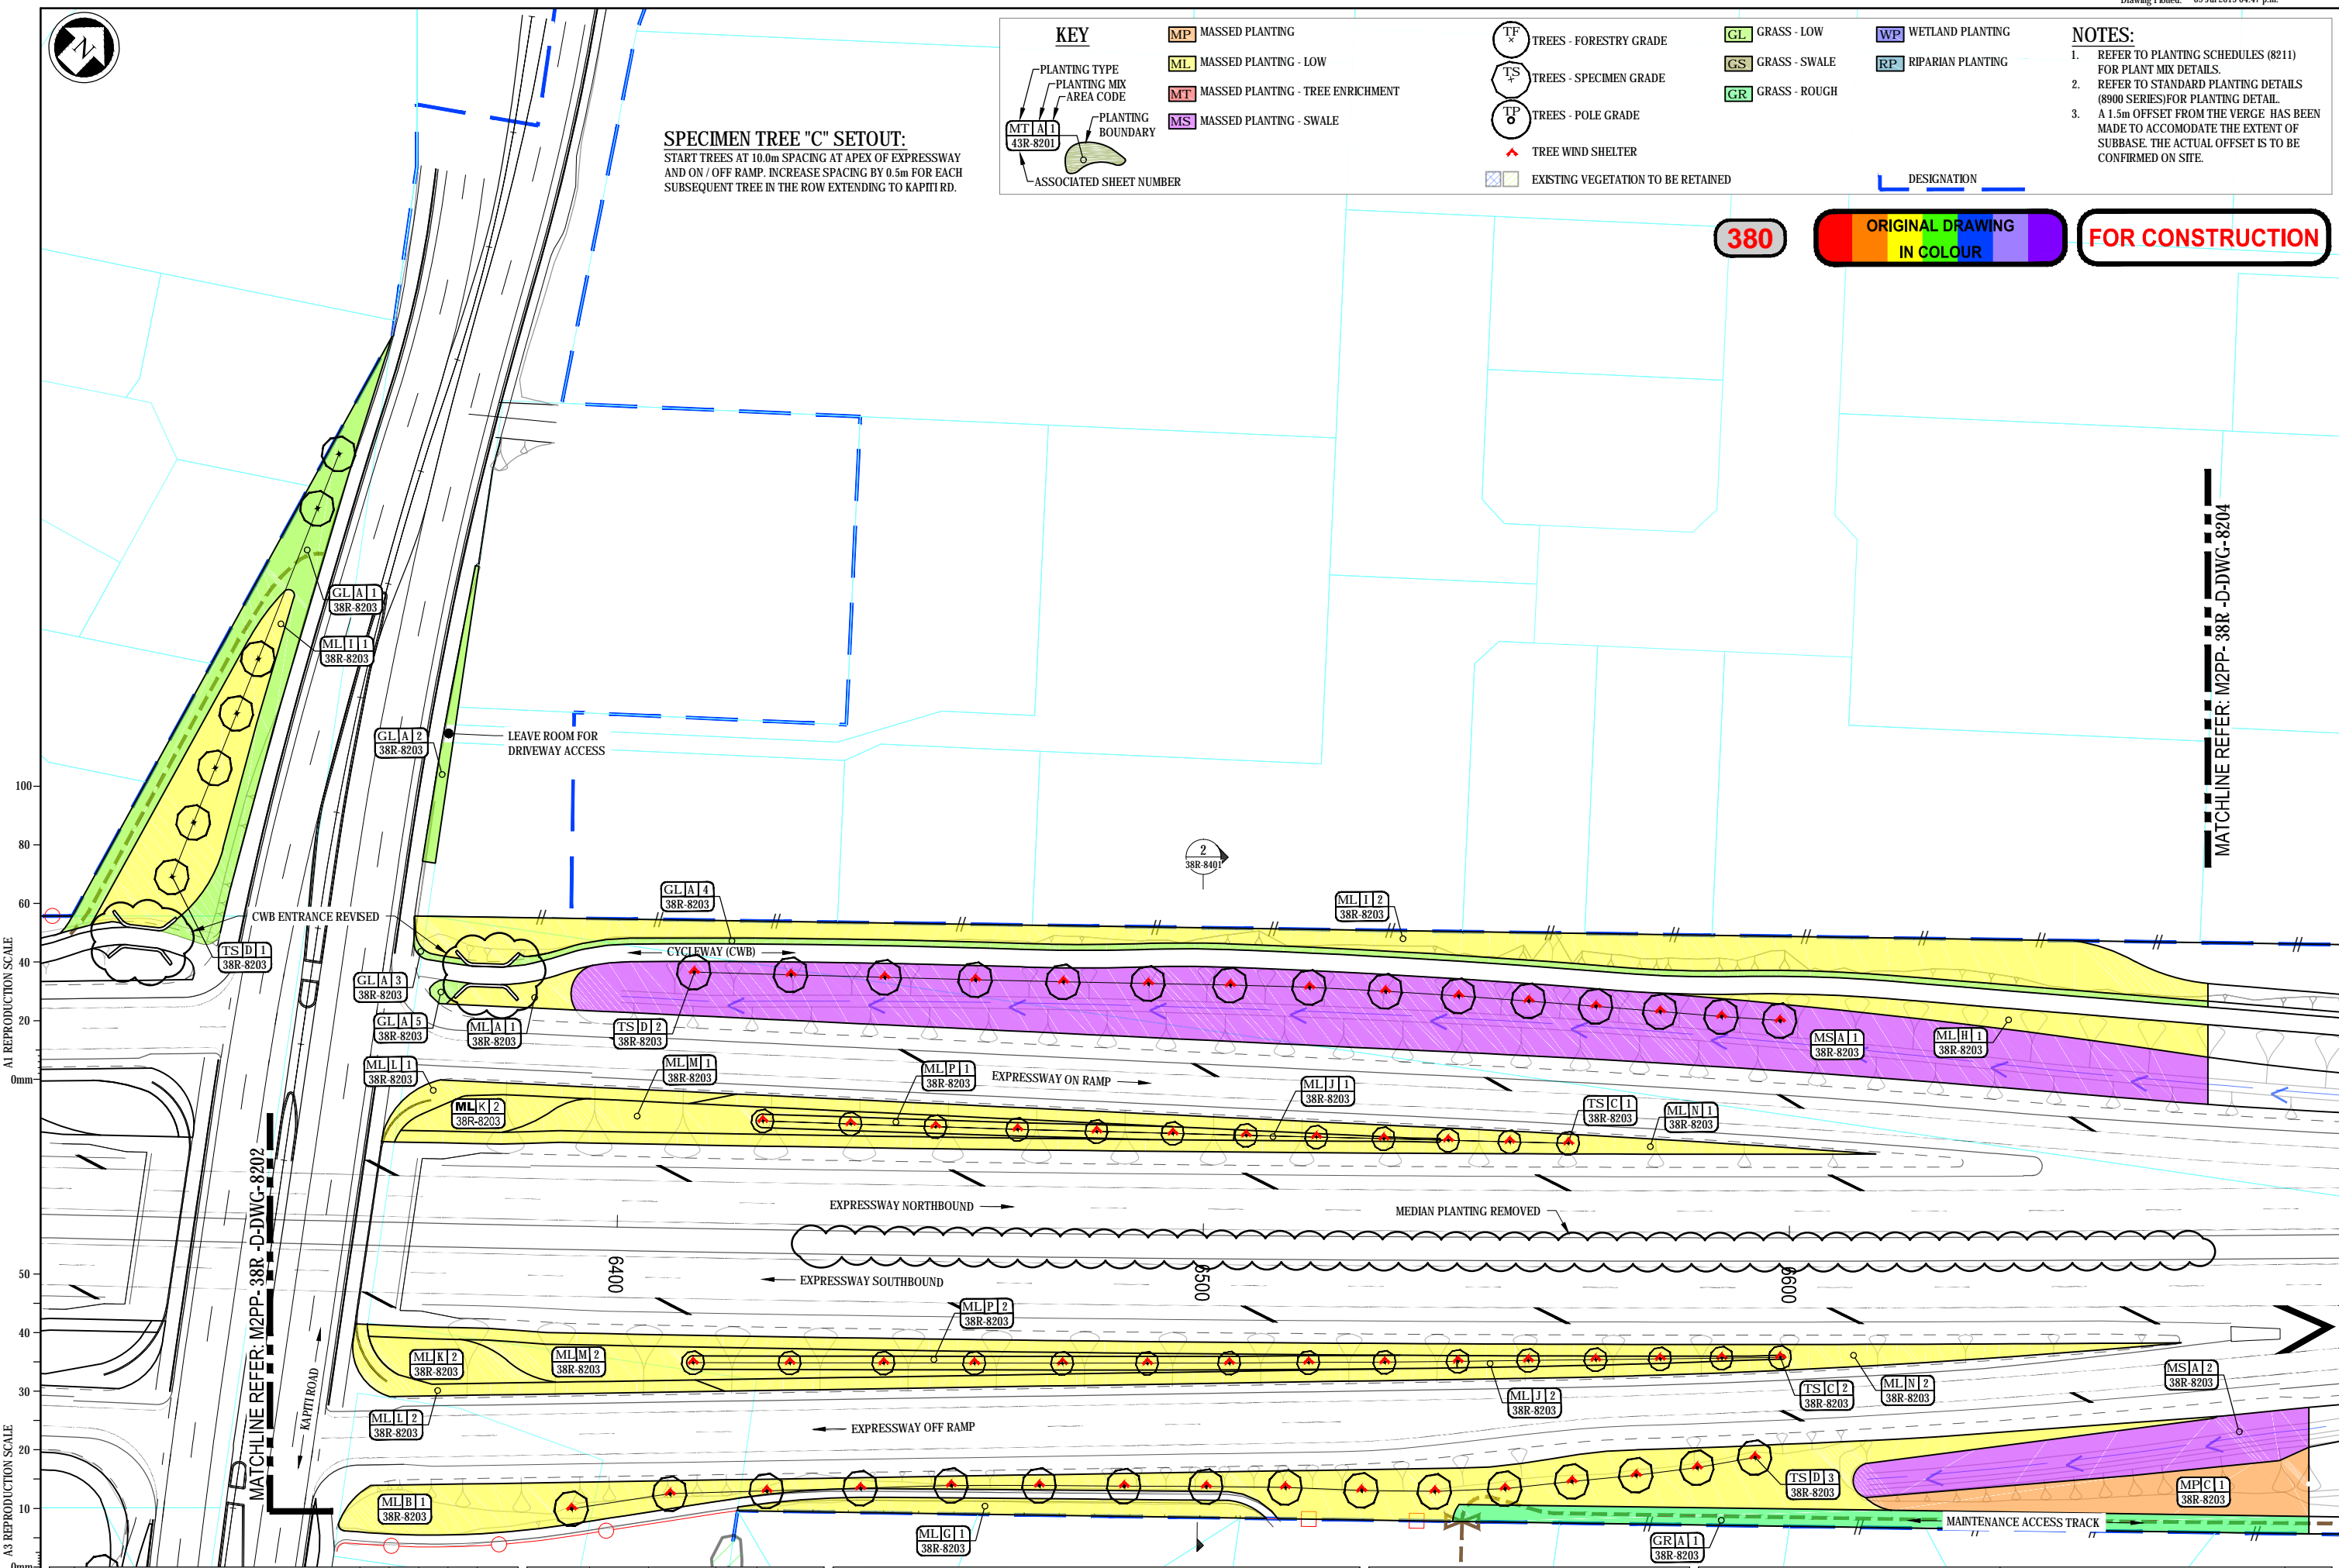 N
KEY
PLANTING TYPE
PLANTING MIX
AREA CODE
MT A 1
43R-8201
PLANTING
BOUNDARY
ASSOCIATED SHEET NUMBER
MP MASSED PLANTING
ML MASSED PLANTING - LOW
MT MASSED PLANTING - TREE ENRICHMENT
MS MASSED PLANTING - SWALE
TF TREES - FORESTRY GRADE
TS TREES - SPECIMEN GRADE
TP TREES - POLE GRADE
TREE WIND SHELTER
EXISTING VEGETATION TO BE RETAINED
GL GRASS - LOW
GS GRASS - SWALE
GR GRASS - ROUGH
WP WETLAND PLANTING
RP RIPARIAN PLANTING
DESIGNATION
NOTES:
1. REFER TO PLANTING SCHEDULES (8211)
FOR PLANT MIX DETAILS.
2. REFER TO STANDARD PLANTING DETAILS
(8900 SERIES)FOR PLANTING DETAIL.
3. A 1.5m OFFSET FROM THE VERGE HAS BEEN
MADE TO ACCOMODATE THE EXTENT OF
SUBBASE. THE ACTUAL OFFSET IS TO BE
CONFIRMED ON SITE.
SPECIMEN TREE "C" SETOUT:
START TREES AT 10.0m SPACING AT APEX OF EXPRESSWAY
AND ON / OFF RAMP. INCREASE SPACING BY 0.5m FOR EACH
SUBSEQUENT TREE IN THE ROW EXTENDING TO KAPITI RD.
380
ORIGINAL DRAWING
IN COLOUR
FOR CONSTRUCTION
MATCHLINE REFER: M2PP- 38R -D-DWG-8204
GL A 1
38R-8203
ML I 1
38R-8203
GL A 2
38R-8203
LEAVE ROOM FOR
DRIVEWAY ACCESS
100
80
60
40
20
0mm
A1 REPRODUCTION SCALE
2
38R-8401
GL A 4
38R-8203
ML I 2
38R-8203
CWB ENTRANCE REVISED
TS D 1
38R-8203
CYCLEWAY (CWB)
GL A 3
38R-8203
GL A 5
38R-8203
ML A 1
38R-8203
TS D 2
38R-8203
MS A 1
38R-8203
ML H 1
38R-8203
ML L 1
38R-8203
ML M 1
38R-8203
ML P 1
38R-8203
EXPRESSWAY ON RAMP
ML J 1
38R-8203
TS C 1
38R-8203
ML N 1
38R-8203
ML K 2
38R-8203
MATCHLINE REFER: M2PP- 38R -D-DWG-8202
EXPRESSWAY NORTHBOUND
MEDIAN PLANTING REMOVED
6400
6500
6600
EXPRESSWAY SOUTHBOUND
50
40
30
20
10
0mm
A3 REPRODUCTION SCALE
KAPITI ROAD
ML P 2
38R-8203
ML K 2
38R-8203
ML M 2
38R-8203
ML L 2
38R-8203
ML J 2
38R-8203
TS C 2
38R-8203
ML N 2
38R-8203
MS A 2
38R-8203
EXPRESSWAY OFF RAMP
ML B 1
38R-8203
TS D 3
38R-8203
MP C 1
38R-8203
ML G 1
38R-8203
GR A 1
38R-8203
MAINTENANCE ACCESS TRACK